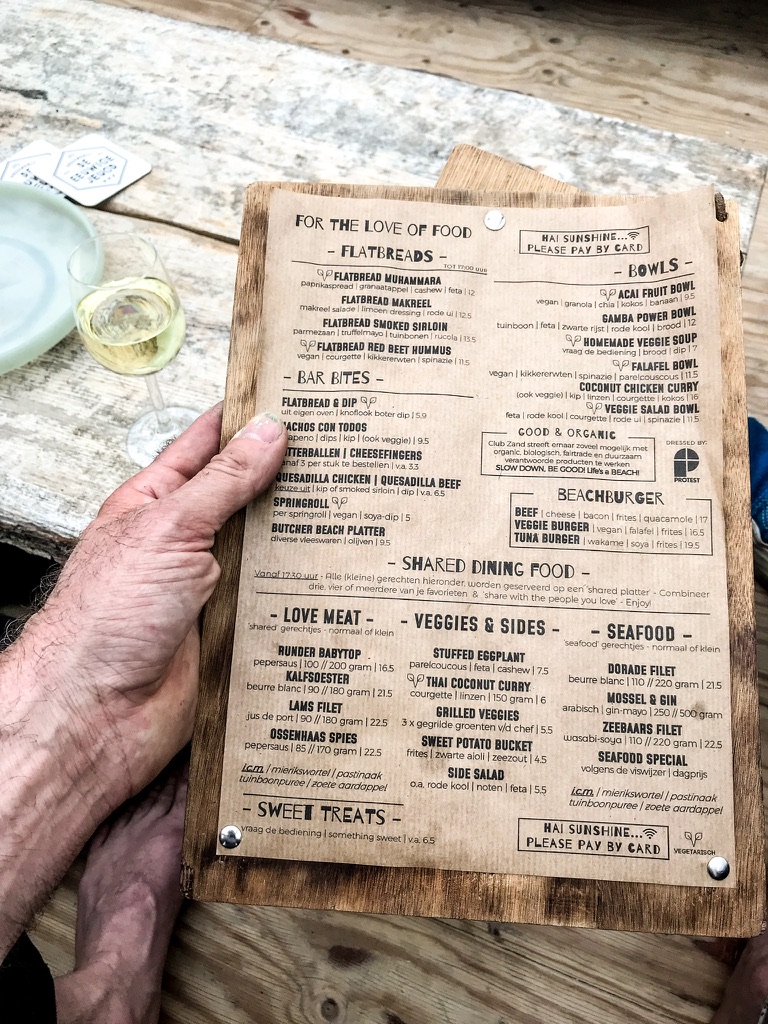 FOR THE LOVE OF FOOD
HAI SUNSHINE...
PLEASE PAY BY CARD
- FLATBREADS -
TOT 17:00 UUR
FLATBREAD MUHAMMARA
paprikaspread | granaatappel | cashew | feta | 12
FLATBREAD MAKREEL
makreel salade | limoen dressing | rode ui | 12.5
FLATBREAD SMOKED SIRLOIN
parmezaan | truffelmayo | tuinbonen | rucola | 13.5
FLATBREAD RED BEET HUMMUS
vegan | courgette | kikkererwten | spinazie | 11.5
- BAR BITES -
FLATBREAD & DIP
uit eigen oven | knoflook boter dip | 5.9
NACHOS CON TODOS
| dips | kip | (ook veggie) | 9.5
| CHEESEFINGERS
vanaf 3 per stuk te bestellen | v.a. 3.3
QUESADILLA CHICKEN | QUESADILLA BEEF
keuze uit | kip of smoked sirloin | dip | v.a. 6.5
SPRINGROLL
per springroll | vegan | soya-dip | 5
BUTCHER BEACH PLATTER
diverse vleeswaren | olijven | 9.5
- BOWLS -
ACAI FRUIT BOWL
vegan | granola | chia | kokos | banaan | 9.5
GAMBA POWER BOWL
tuinboon | feta | zwarte rijst | rode kool | brood | 12
HOMEMADE VEGGIE SOUP
vraag de bediening | brood | dip | 7
FALAFEL BOWL
vegan | kikkererwten | spinazie | parelcouscous | 11.5
COCONUT CHICKEN CURRY
(ook veggie) | kip | linzen | courgette | kokos | 16
VEGGIE SALAD BOWL
feta | rode kool | courgette | rode ui | spinazie | 11.5
GOOD & ORGANIC
Club Zand streeft ernaar zoveel mogelijk met
organic, biologisch, fairtrade en duurzaam
verantwoorde producten te werken
SLOW DOWN, BE GOOD! Life's a BEACH!
DRESSED BY:
PROTEST
BEACHBURGER
BEEF | cheese | bacon | frites | quacamole | 17
VEGGIE BURGER | vegan | falafel | frites | 16.5
TUNA BURGER | wakame | soya | frites | 19.5
- SHARED DINING FOOD -
Vanaf 17:30 uur - Alle (kleine) gerechten hieronder, worden geserveerd op een 'shared platter' - Combineer
drie, vier of meerdere van je favorieten, & 'share with the people you love' - Enjoy!
- LOVE MEAT -
'shared' gerechtjes - normaal of klein
RUNDER BABYTOP
pepersaus | 100 // 200 gram | 16.5
KALFSOESTER
beurre blanc | 90 // 180 gram | 21.5
LAMS FILET
jus de port | 90 // 180 gram | 22.5
OSSENHAAS SPIES
pepersaus | 85 // 170 gram | 22.5
i.c.m. / mierikswortel / pastinaak
tuinboonpuree / zoete aardappel
- VEGGIES & SIDES -
STUFFED EGGPLANT
parelcoucous | feta | cashew | 7.5
THAI COCONUT CURRY
courgette | linzen | 150 gram | 6
GRILLED VEGGIES
3 x gegrilde groenten v/d chef | 5.5
SWEET POTATO BUCKET
frites | zwarte aioli | zeezout | 4.5
SIDE SALAD
o.a. rode kool | noten | feta | 5.5
- SEAFOOD -
'seafood' gerechtjes - normaal of klein
DORADE FILET
beurre blanc | 110 // 220 gram | 21.5
MOSSEL & GIN
arabisch | gin-mayo | 250 // 500 gram
ZEEBAARS FILET
wasabi-soya | 110 // 220 gram | 22.5
SEAFOOD SPECIAL
volgens de viswijzer | dagprijs
i.c.m. / mierikswortel / pastinaak
tuinboonpuree / zoete aardappel
- SWEET TREATS -
vraag de bediening | something sweet | v.a. 6.5
HAI SUNSHINE...
PLEASE PAY BY CARD
VEGETARISCH